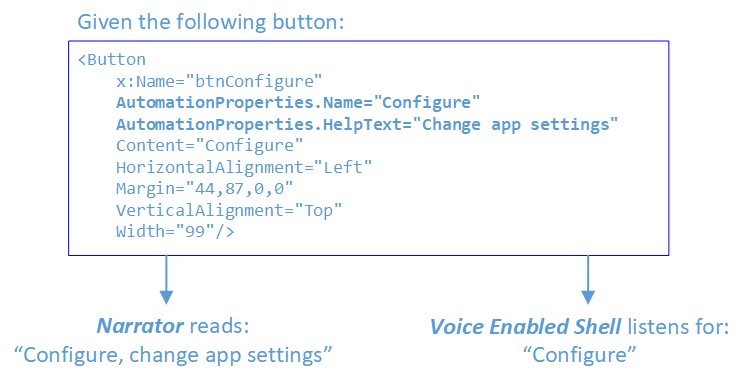 Given the following button:
<Button
x:Name="btnConfigure"
AutomationProperties.Name="Configure"
AutomationProperties.HelpText="Change app settings"
Content="Configure"
HorizontalAlignment="Left"
Margin="44,87,0,0"
VerticalAlignment="Top"
Width="99"/>
Narrator reads:
“Configure, change app settings”
Voice Enabled Shell listens for:
“Configure”